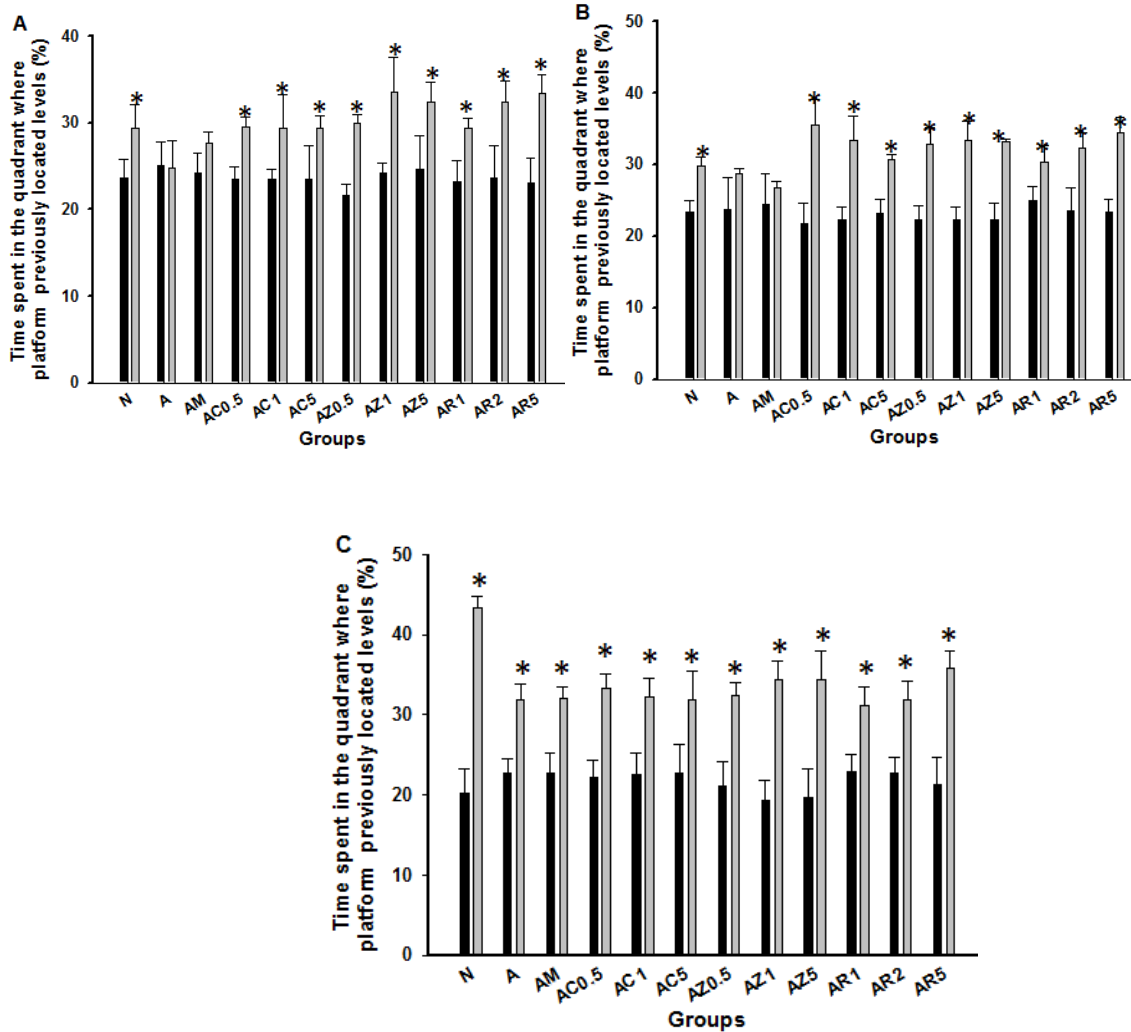 A
Time spent in the quadrant where
platform previously located levels (%)
40
30
20
10
0
*
*
*
*
*
*
*
*
*
*
N
A
AM
AC0.5
AC1
AC5
AZ0.5
AZ1
AZ5
AR1
AR2
AR5
Groups
B
Time spent in the quadrant where
platform previously located levels (%)
50
40
30
20
10
0
*
*
*
*
*
*
*
*
*
*
N
A
AM
AC0.5
AC1
AC5
AZ0.5
AZ1
AZ5
AR1
AR2
AR5
Groups
C
Time spent in the quadrant where
platform previously located levels (%)
50
40
30
20
10
0
*
*
*
*
*
*
*
*
*
*
*
*
N
A
AM
AC0.5
AC1
AC5
AZ0.5
AZ1
AZ5
AR1
AR2
AR5
Groups